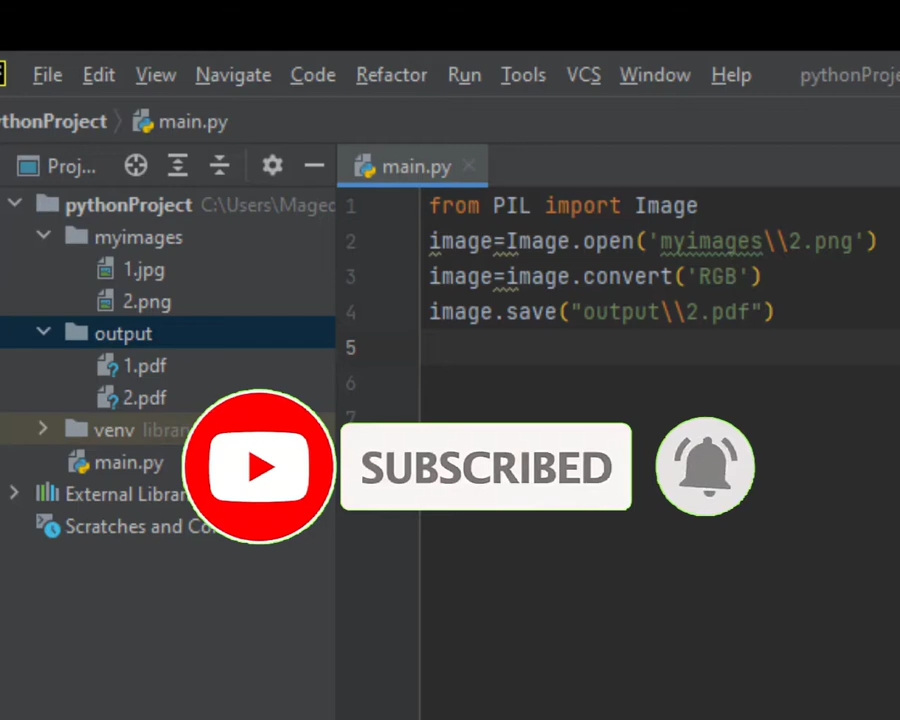 File Edit View Navigate Code Refactor Run Tools VCS Window Help pythonProje
thonProject main.py
Proj... main.py
pythonProject C:\Users\Maged
myimages
1.jpg
2.png
output
1.pdf
2.pdf
venv librar
main.py
External Librar
Scratches and Co
1 from PIL import Image
2 image=Image.open('myimages\\2.png')
3 image=image.convert('RGB')
4 image.save("output\\2.pdf")
5
6
7
SUBSCRIBED